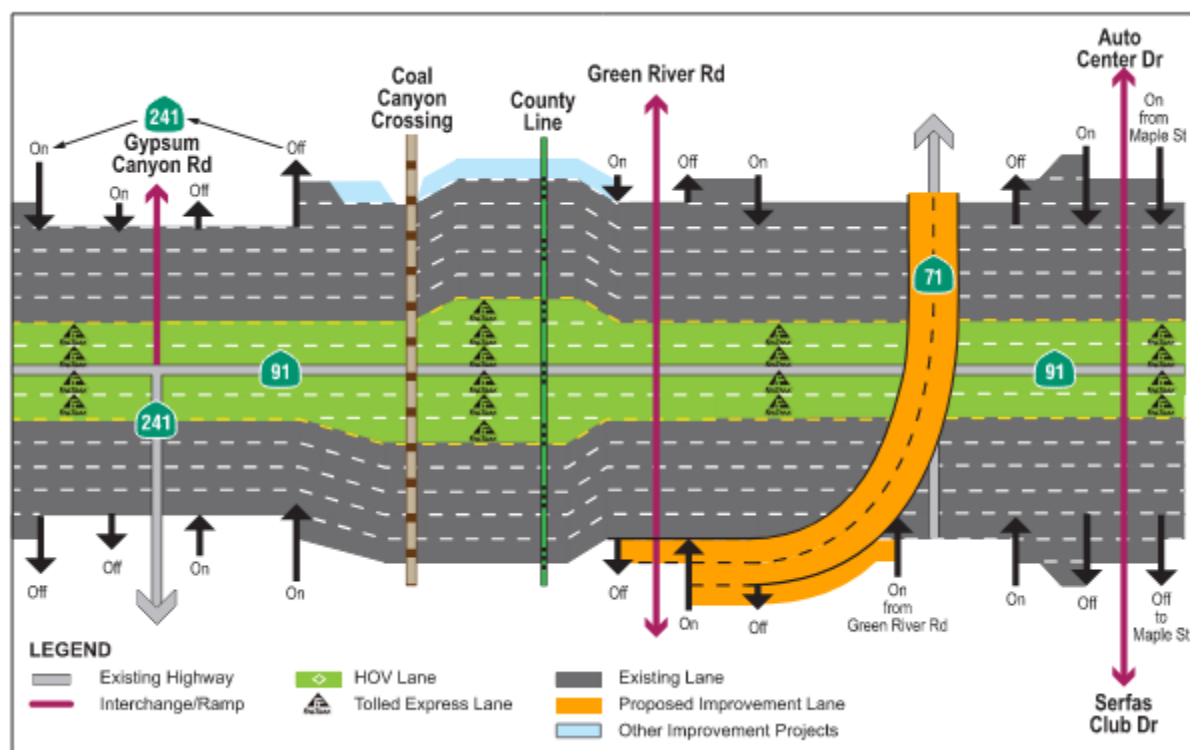 Auto
Center Dr
Green River Rd
Coal
Canyon
Crossing
County
Line
241
Gypsum
Canyon Rd
On
Off
On
Off
On
Off
On
Off
On
On
from
Maple St
71
91
91
241
Off
Off
On
On
Off
On
Off
On
from
Green River Rd
On
Off
Off
to
Maple St
LEGEND
Existing Highway
Interchange/Ramp
HOV Lane
Tolled Express Lane
Existing Lane
Proposed Improvement Lane
Other Improvement Projects
Serfas
Club Dr